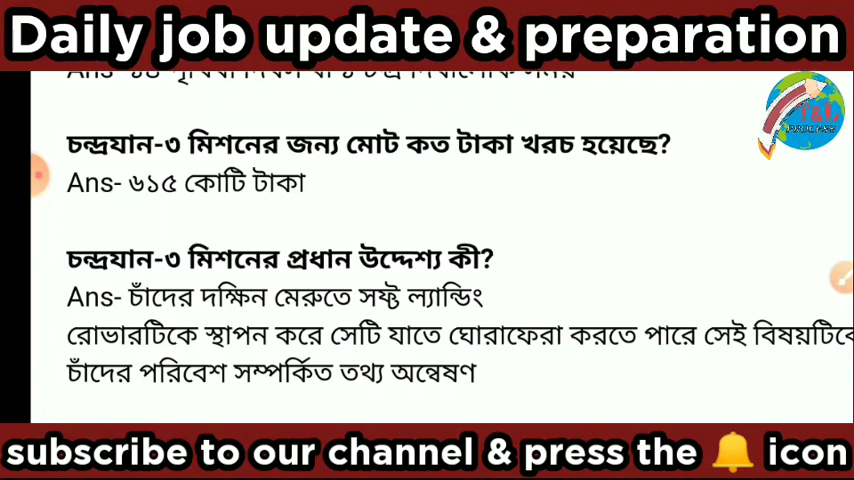 Daily job update & preparation
চন্দ্রযান-৩ মিশনের জন্য মোট কত টাকা খরচ হয়েছে?
Ans- ৬১৫ কোটি টাকা
চন্দ্রযান-৩ মিশনের প্রধান উদ্দেশ্য কী?
Ans- চাঁদের দক্ষিন মেরুতে সফ্ট ল্যান্ডিং
রোভারটিকে স্থাপন করে সেটি যাতে ঘোরাফেরা করতে পারে সেই
চাঁদের পরিবেশ সম্পর্কিত তথ্য অন্বেষণ
subscribe to our channel & press the 🔔 icon